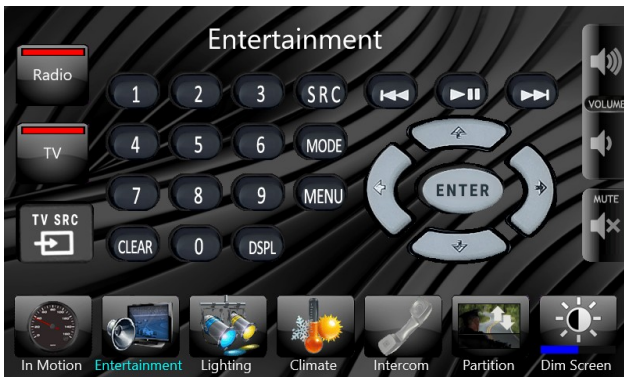 Entertainment
Radio
1 2 3 SRC
VOLUME
TV
4 5 6 MODE
7 8 9 MENU
ENTER
MUTE
TV SRC
CLEAR 0 DSPL
In Motion Entertainment Lighting Climate Intercom Partition Dim Screen